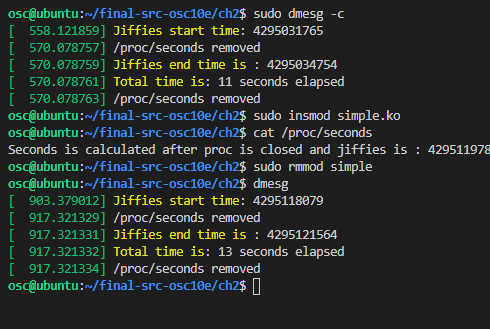 osc@ubuntu:~/final-src-osc10e/ch2$ sudo dmesg -c
[  558.121859] Jiffies start time: 4295031765
[  570.078757] /proc/seconds removed
[  570.078759] Jiffies end time is : 4295034754
[  570.078761] Total time is: 11 seconds elapsed
[  570.078763] /proc/seconds removed
osc@ubuntu:~/final-src-osc10e/ch2$ sudo insmod simple.ko
osc@ubuntu:~/final-src-osc10e/ch2$ cat /proc/seconds
Seconds is calculated after proc is closed and jiffies is : 429511978
osc@ubuntu:~/final-src-osc10e/ch2$ sudo rmmod simple
osc@ubuntu:~/final-src-osc10e/ch2$ dmesg
[  903.379012] Jiffies start time: 4295118079
[  917.321329] /proc/seconds removed
[  917.321331] Jiffies end time is : 4295121564
[  917.321332] Total time is: 13 seconds elapsed
[  917.321334] /proc/seconds removed
osc@ubuntu:~/final-src-osc10e/ch2$